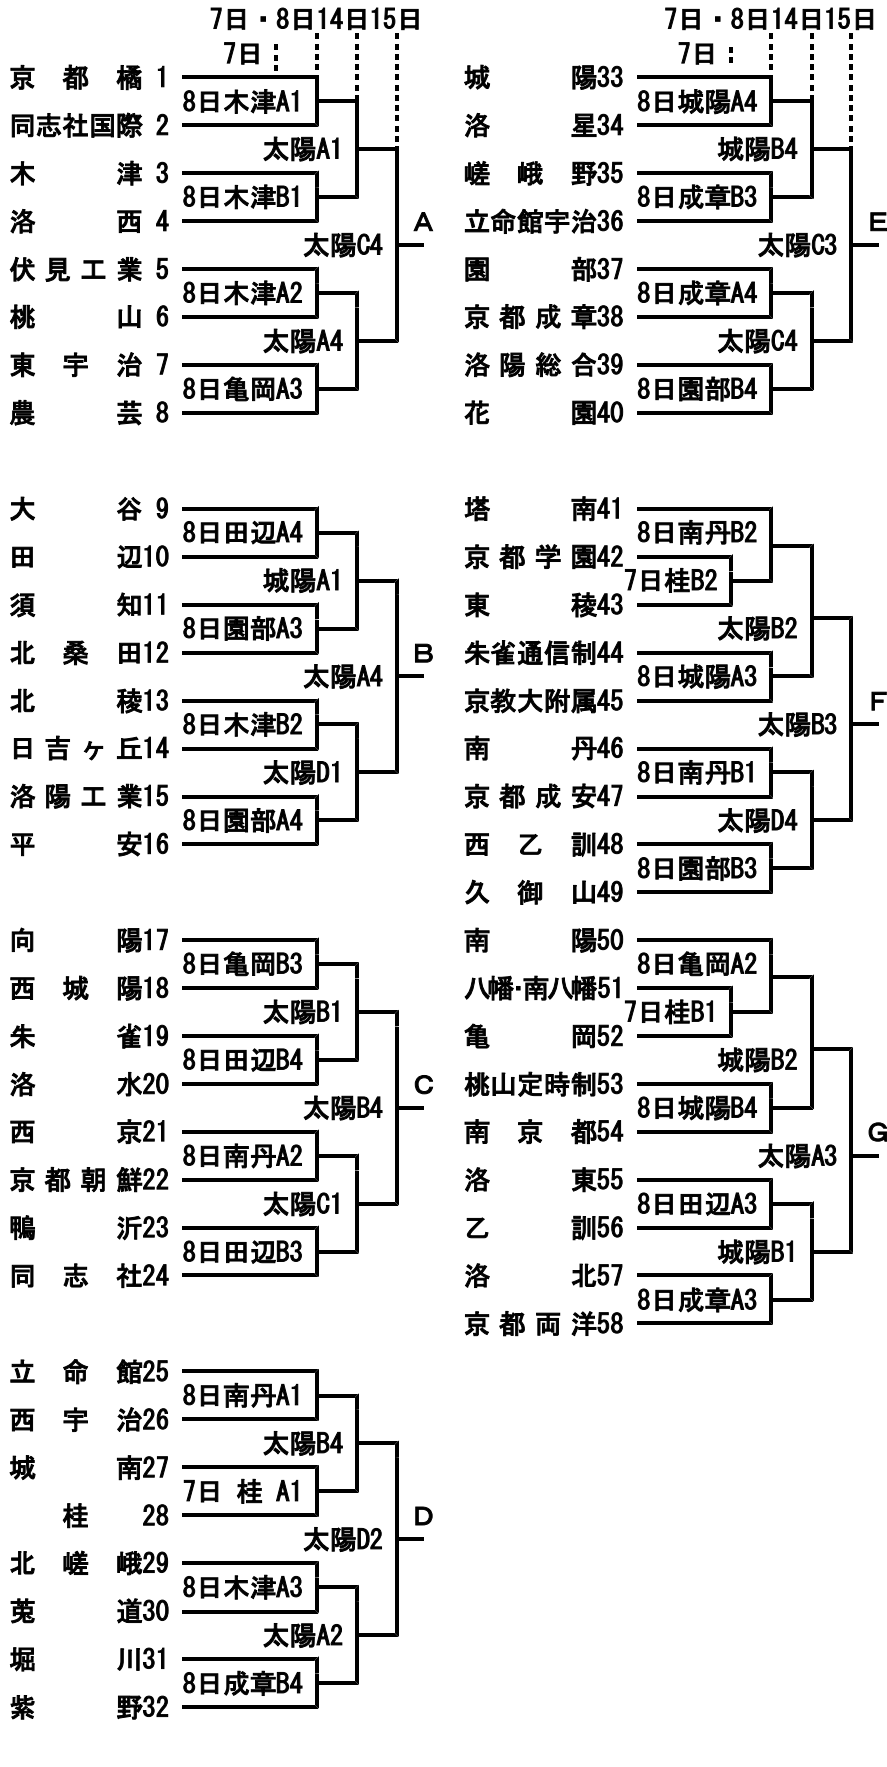 7日・8日14日15日
7日
京都橘 1
8日木津A1
同志社国際 2
太陽A1
木津 3
8日木津B1
洛西 4
太陽C4
A
伏見工業 5
8日木津A2
桃山 6
太陽A4
東宇治 7
8日亀岡A3
農芸 8
大谷 9
8日田辺A4
田辺10
城陽A1
須知11
8日園部A3
北桑田12
太陽A4
B
北稜13
8日木津B2
日吉ヶ丘14
太陽D1
洛陽工業15
8日園部A4
平安16
向陽17
8日亀岡B3
西城陽18
太陽B1
朱雀19
8日田辺B4
洛水20
太陽B4
C
西京21
8日南丹A2
京都朝鮮22
太陽C1
鴨沂23
8日田辺B3
同志社24
立命館25
8日南丹A1
西宇治26
太陽B4
城南27
7日 桂 A1
桂28
太陽D2
D
北嵯峨29
8日木津A3
莵道30
太陽A2
堀川31
8日成章B4
紫野32
7日・8日14日15日
7日
城陽33
8日城陽A4
洛星34
城陽B4
嵯峨野35
8日成章B3
立命館宇治36
太陽C3
E
園部37
8日成章A4
京都成章38
太陽C4
洛陽総合39
8日園部B4
花園40
塔南41
8日南丹B2
京都学園42
7日桂B2
東稜43
太陽B2
朱雀通信制44
8日城陽A3
京教大附属45
太陽B3
F
南丹46
8日南丹B1
京都成安47
太陽D4
西乙訓48
8日園部B3
久御山49
南陽50
8日亀岡A2
八幡・南八幡51
7日桂B1
亀岡52
城陽B2
桃山定時制53
8日城陽B4
南京都54
太陽A3
G
洛東55
8日田辺A3
乙訓56
城陽B1
洛北57
8日成章A3
京都両洋58